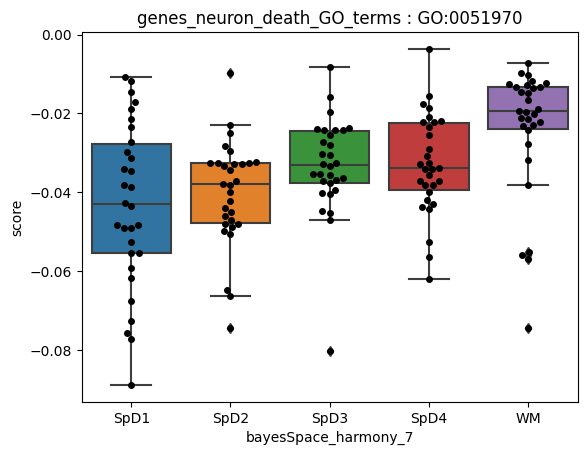 genes_neuron_death_GO_terms : GO:0051970
0.00
−0.02
−0.04
−0.06
−0.08
score
SpD1 SpD2 SpD3 SpD4 WM
bayesSpace_harmony_7